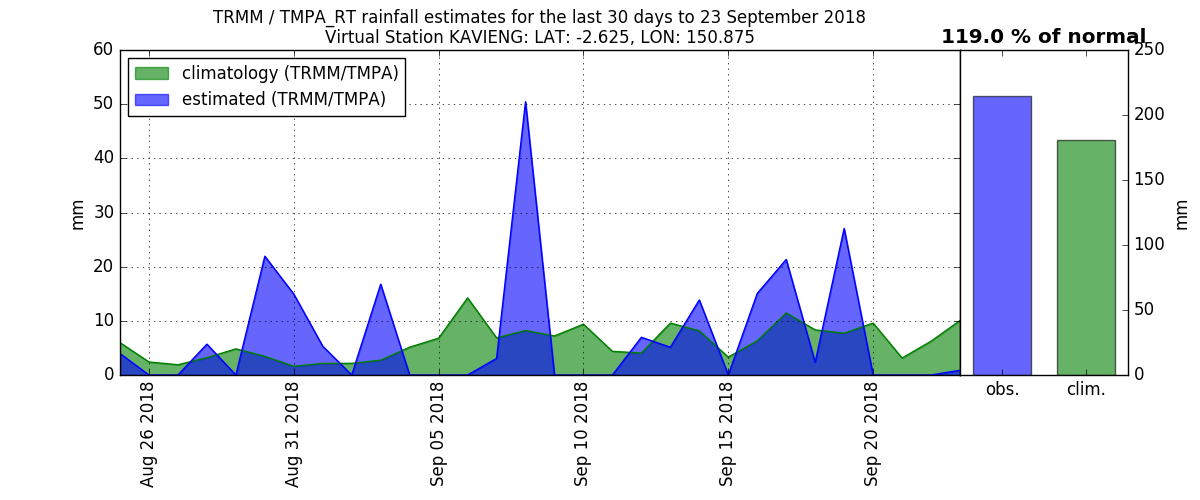 TRMM / TMPA_RT rainfall estimates for the last 30 days to 23 September 2018
Virtual Station KAVIENG: LAT: -2.625, LON: 150.875
119.0 % of normal
climatology (TRMM/TMPA)
estimated (TRMM/TMPA)
60
50
40
30
20
10
0
mm
Aug 26 2018
Aug 31 2018
Sep 05 2018
Sep 10 2018
Sep 15 2018
Sep 20 2018
obs.
clim.
250
200
150
100
50
0
mm